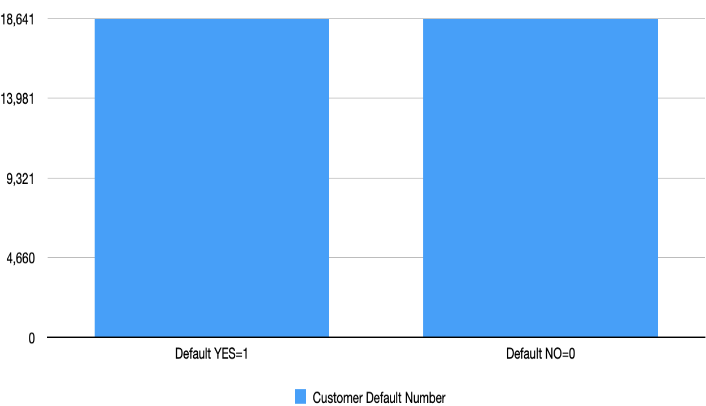 18,641
13,981
9,321
4,660
0
Default YES=1
Default NO=0
Customer Default Number